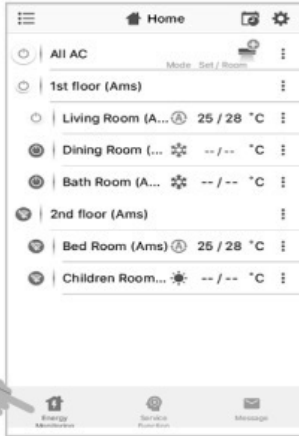 Home
All AC
Mode Set / Room
1st floor (Ams)
Living Room (A... A 25 / 28 °C
Dining Room (... -- / -- °C
Bath Room (A... -- / -- °C
2nd floor (Ams)
Bed Room (Ams) A 25 / 28 °C
Children Room... -- / -- °C
Energy Monitoring
Service Function
Message